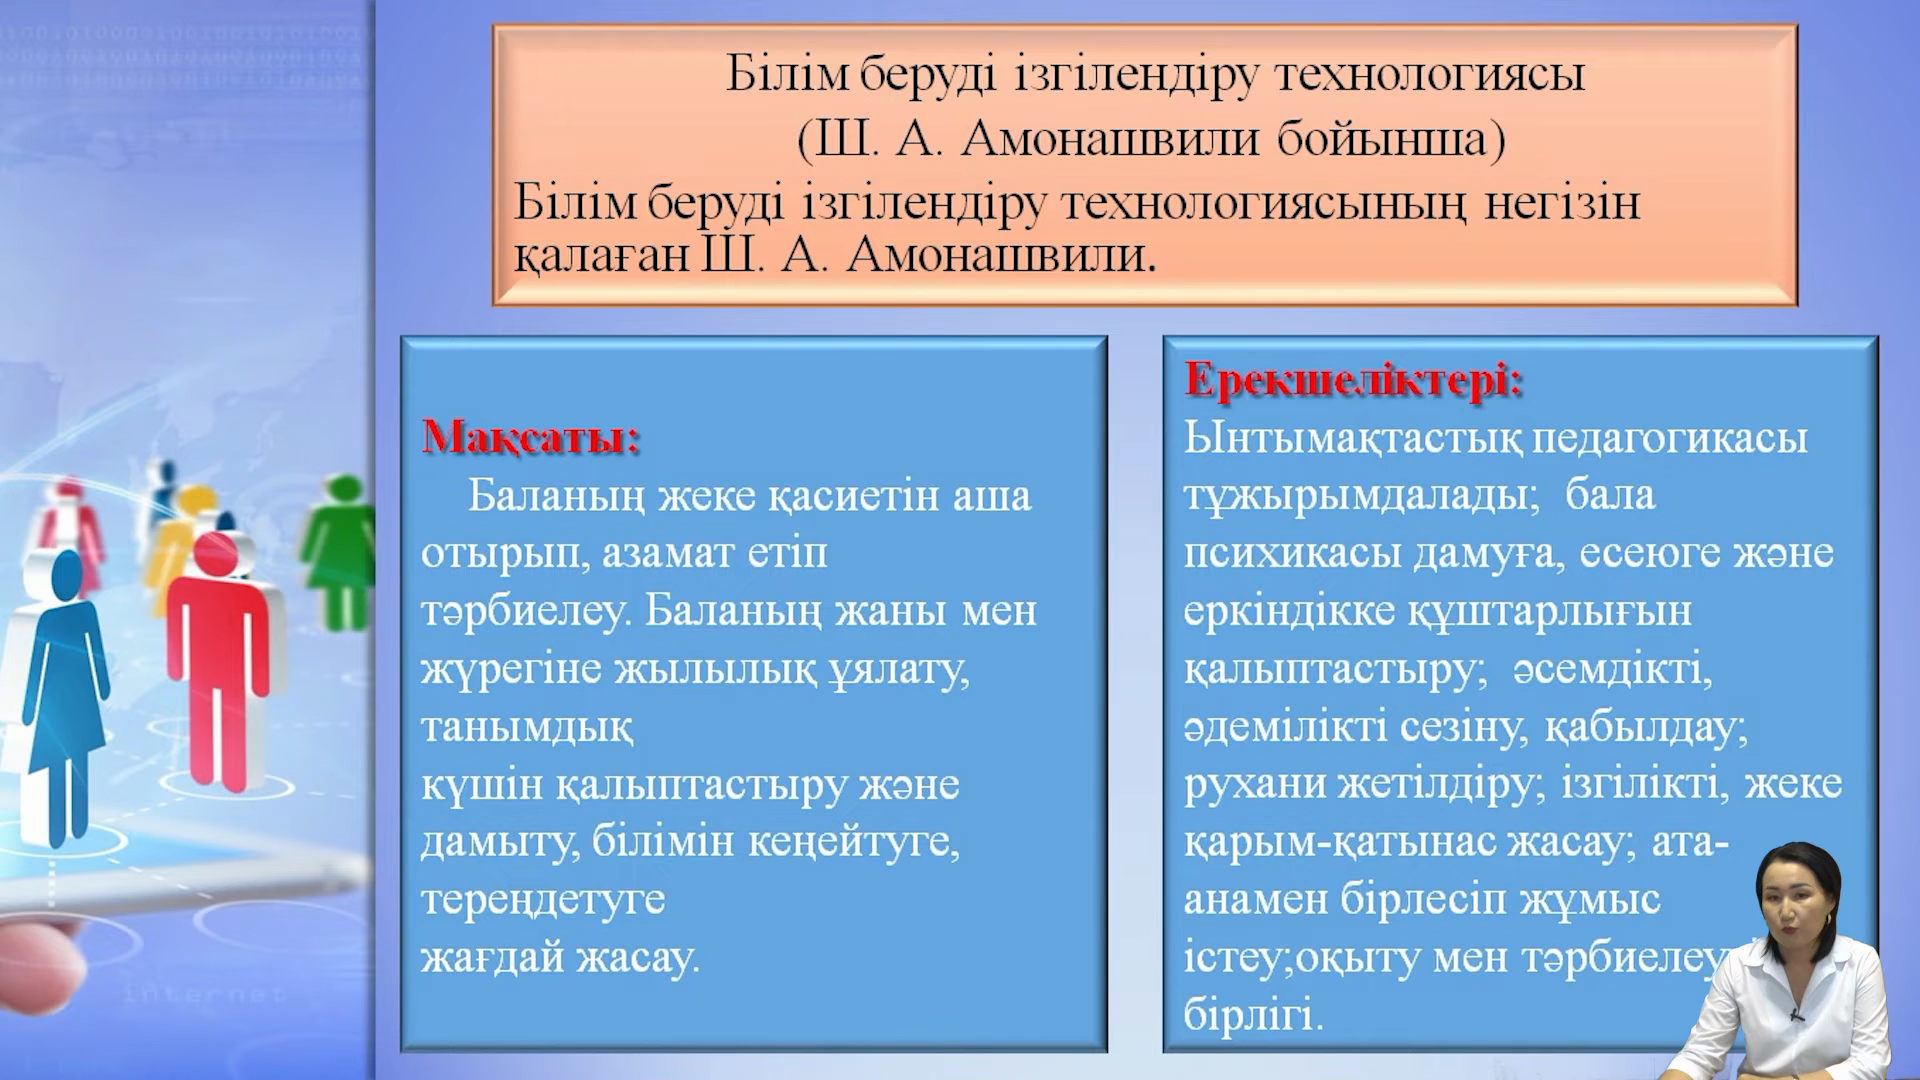 Білім беруді ізгілендіру технологиясы
(Ш. А. Амонашвили бойынша)
Білім беруді ізгілендіру технологиясының негізін
қалаған Ш. А. Амонашвили.
Мақсаты:
Баланың жеке қасиетін аша
отырып, азамат етіп
тәрбиелеу. Баланың жаны мен
жүрегіне жылылық ұялату,
танымдық
күшін қалыптастыру және
дамыту, білімін кеңейтуге,
тереңдетуге
жағдай жасау.
Ерекшеліктері:
Ынтымақтастық педагогикасы
тұжырымдалады; бала
психикасы дамуға, есеюге және
еркіндікке құштарлығын
қалыптастыру; әсемдікті,
әдемілікті сезіну, қабылдау;
рухани жетілдіру; ізгілікті, жеке
қарым-қатынас жасау; ата-
анамен бірлесіп жұмыс
істеу;оқыту мен
бірлігі.
internet